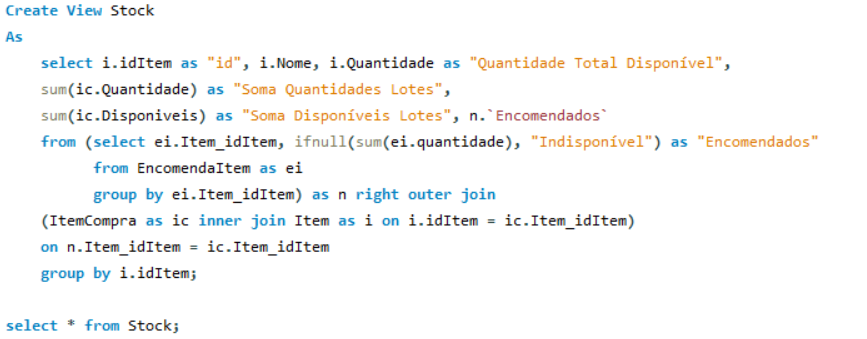 Create View Stock
As
select i.idItem as "id", i.Nome, i.Quantidade as "Quantidade Total Disponível",
sum(ic.Quantidade) as "Soma Quantidades Lotes",
sum(ic.Disponiveis) as "Soma Disponíveis Lotes", n.`Encomendados`
from (select ei.Item_idItem, ifnull(sum(ei.quantidade), "Indisponível") as "Encomendados"
from EncomendaItem as ei
group by ei.Item_idItem) as n right outer join
(ItemCompra as ic inner join Item as i on i.idItem = ic.Item_idItem)
on n.Item_idItem = ic.Item_idItem
group by i.idItem;
select * from Stock;